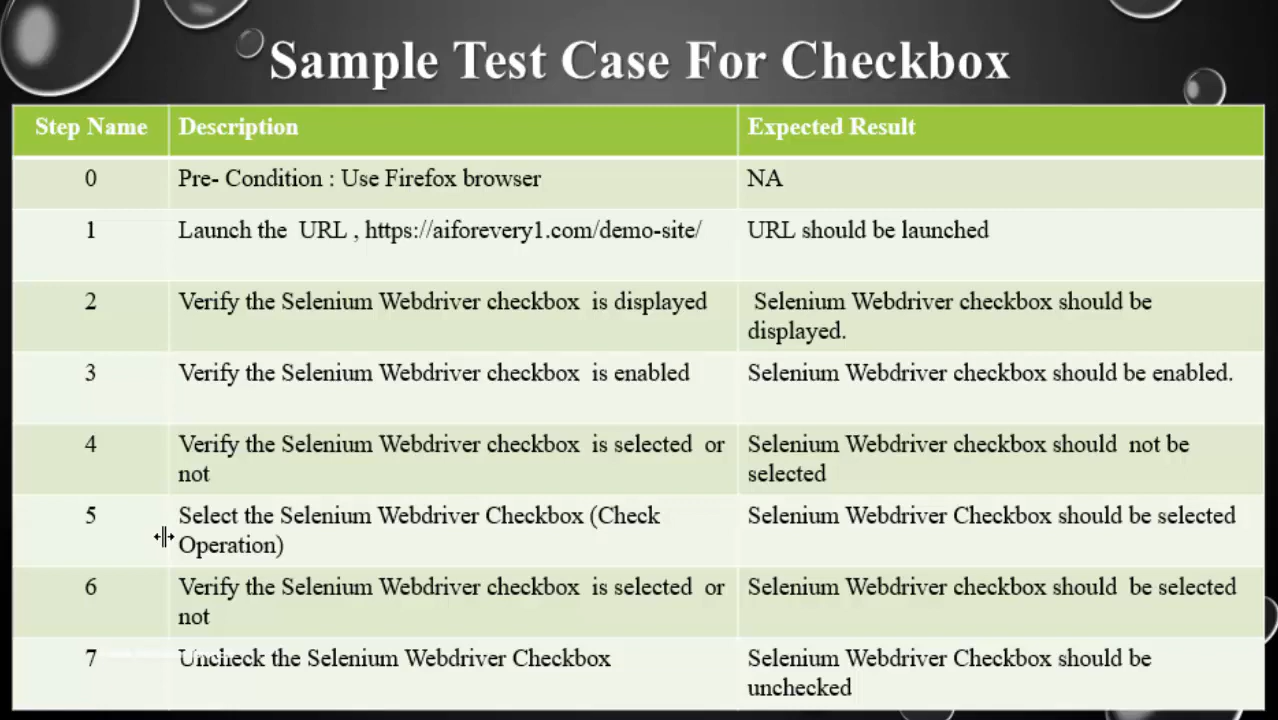 Sample Test Case For Checkbox
Step Name Description Expected Result
0 Pre- Condition : Use Firefox browser NA
1 Launch the URL , https://aiforevery1.com/demo-site/ URL should be launched
2 Verify the Selenium Webdriver checkbox is displayed Selenium Webdriver checkbox should be
displayed.
3 Verify the Selenium Webdriver checkbox is enabled Selenium Webdriver checkbox should be enabled.
4 Verify the Selenium Webdriver checkbox is selected or Selenium Webdriver checkbox should not be
not selected
5 Select the Selenium Webdriver Checkbox (Check Selenium Webdriver Checkbox should be selected
Operation)
6 Verify the Selenium Webdriver checkbox is selected or Selenium Webdriver checkbox should be selected
not
7 Uncheck the Selenium Webdriver Checkbox Selenium Webdriver Checkbox should be
unchecked